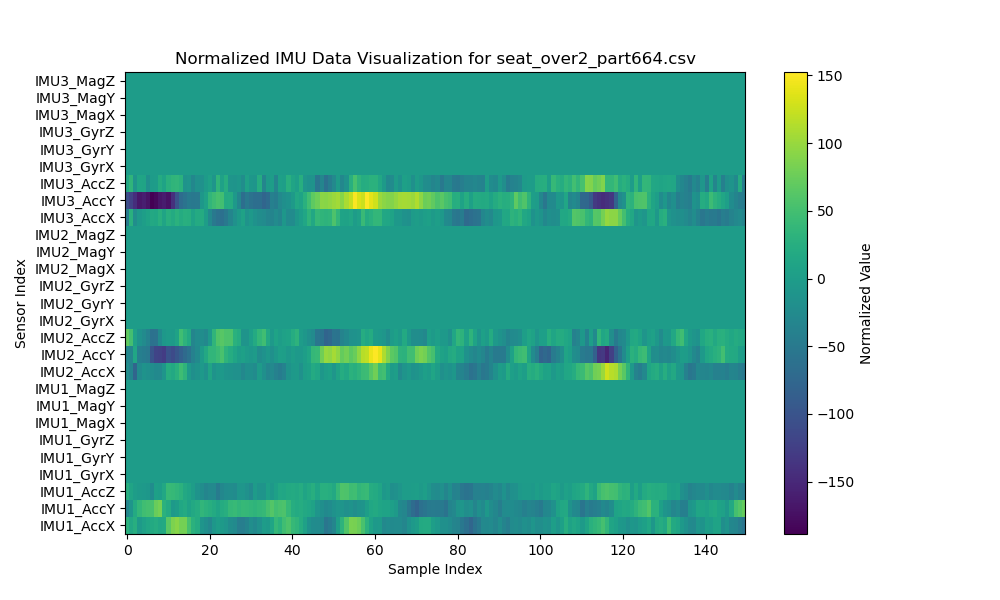 Normalized IMU Data Visualization for seat_over2_part664.csv
IMU3_MagZ
IMU3_MagY
IMU3_MagX
IMU3_GyrZ
IMU3_GyrY
IMU3_GyrX
IMU3_AccZ
IMU3_AccY
IMU3_AccX
IMU2_MagZ
IMU2_MagY
IMU2_MagX
IMU2_GyrZ
IMU2_GyrY
IMU2_GyrX
IMU2_AccZ
IMU2_AccY
IMU2_AccX
IMU1_MagZ
IMU1_MagY
IMU1_MagX
IMU1_GyrZ
IMU1_GyrY
IMU1_GyrX
IMU1_AccZ
IMU1_AccY
IMU1_AccX
Sensor Index
0 20 40 60 80 100 120 140
Sample Index
150
100
50
0
−50
−100
−150
Normalized Value